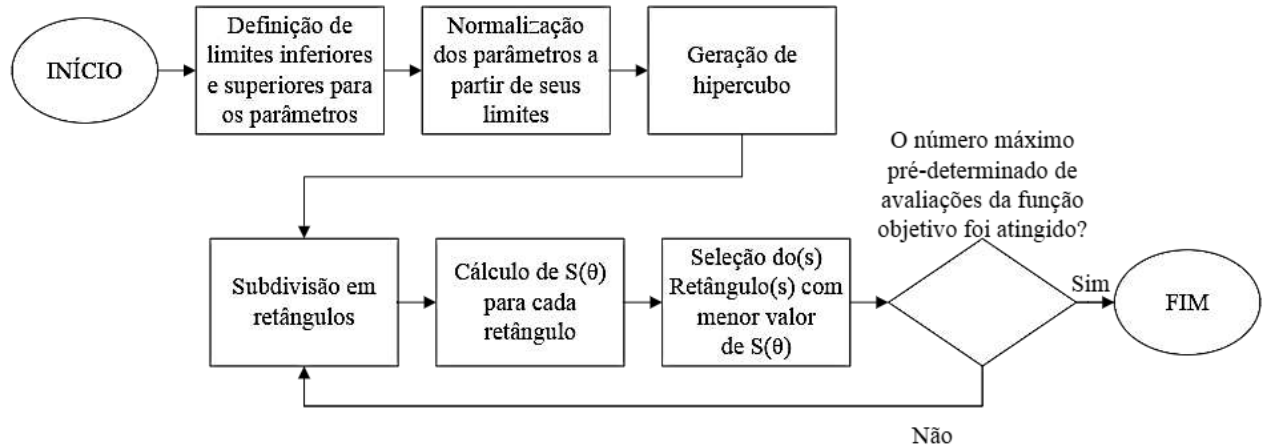 INÍCIO
Definição de
limites inferiores
e superiores para
os parâmetros
Normalização
dos parâmetros a
partir de seus
limites
Geração de
hipercubo
O número máximo
pré-determinado de
avaliações da função
objetivo foi atingido?
Subdivisão em
retângulos
Cálculo de S(θ)
para cada
retângulo
Seleção do(s)
Retângulo(s) com
menor valor
de S(θ)
Sim
FIM
Não